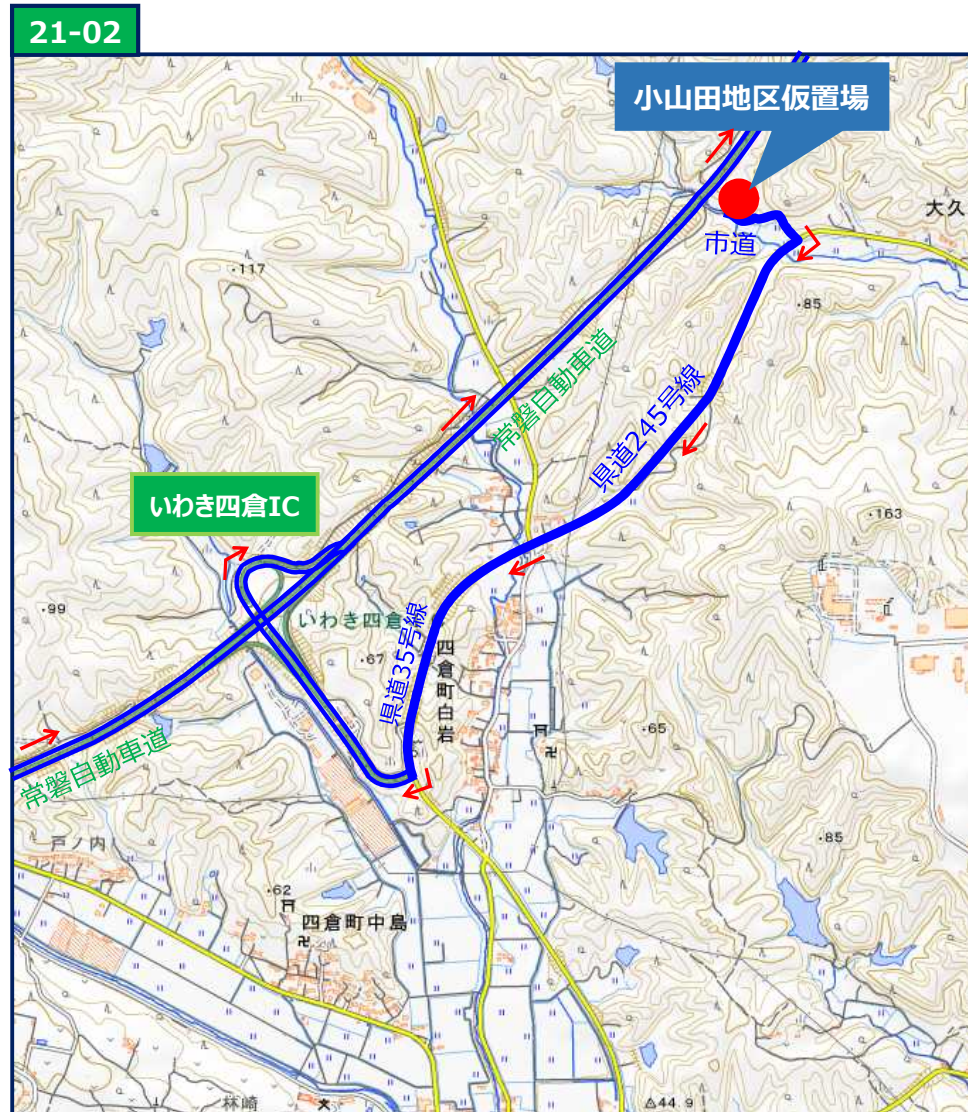 21-02
小山田地区仮置場
大久
市道
・117
・85
常磐自動車道
県道245号線
いわき四倉IC
・163
・99
いわき四倉
・67
県道35号線
四倉町白岩
・65
常磐自動車道
戸ノ内
・85
・62
四倉町中島
林崎
△44.9